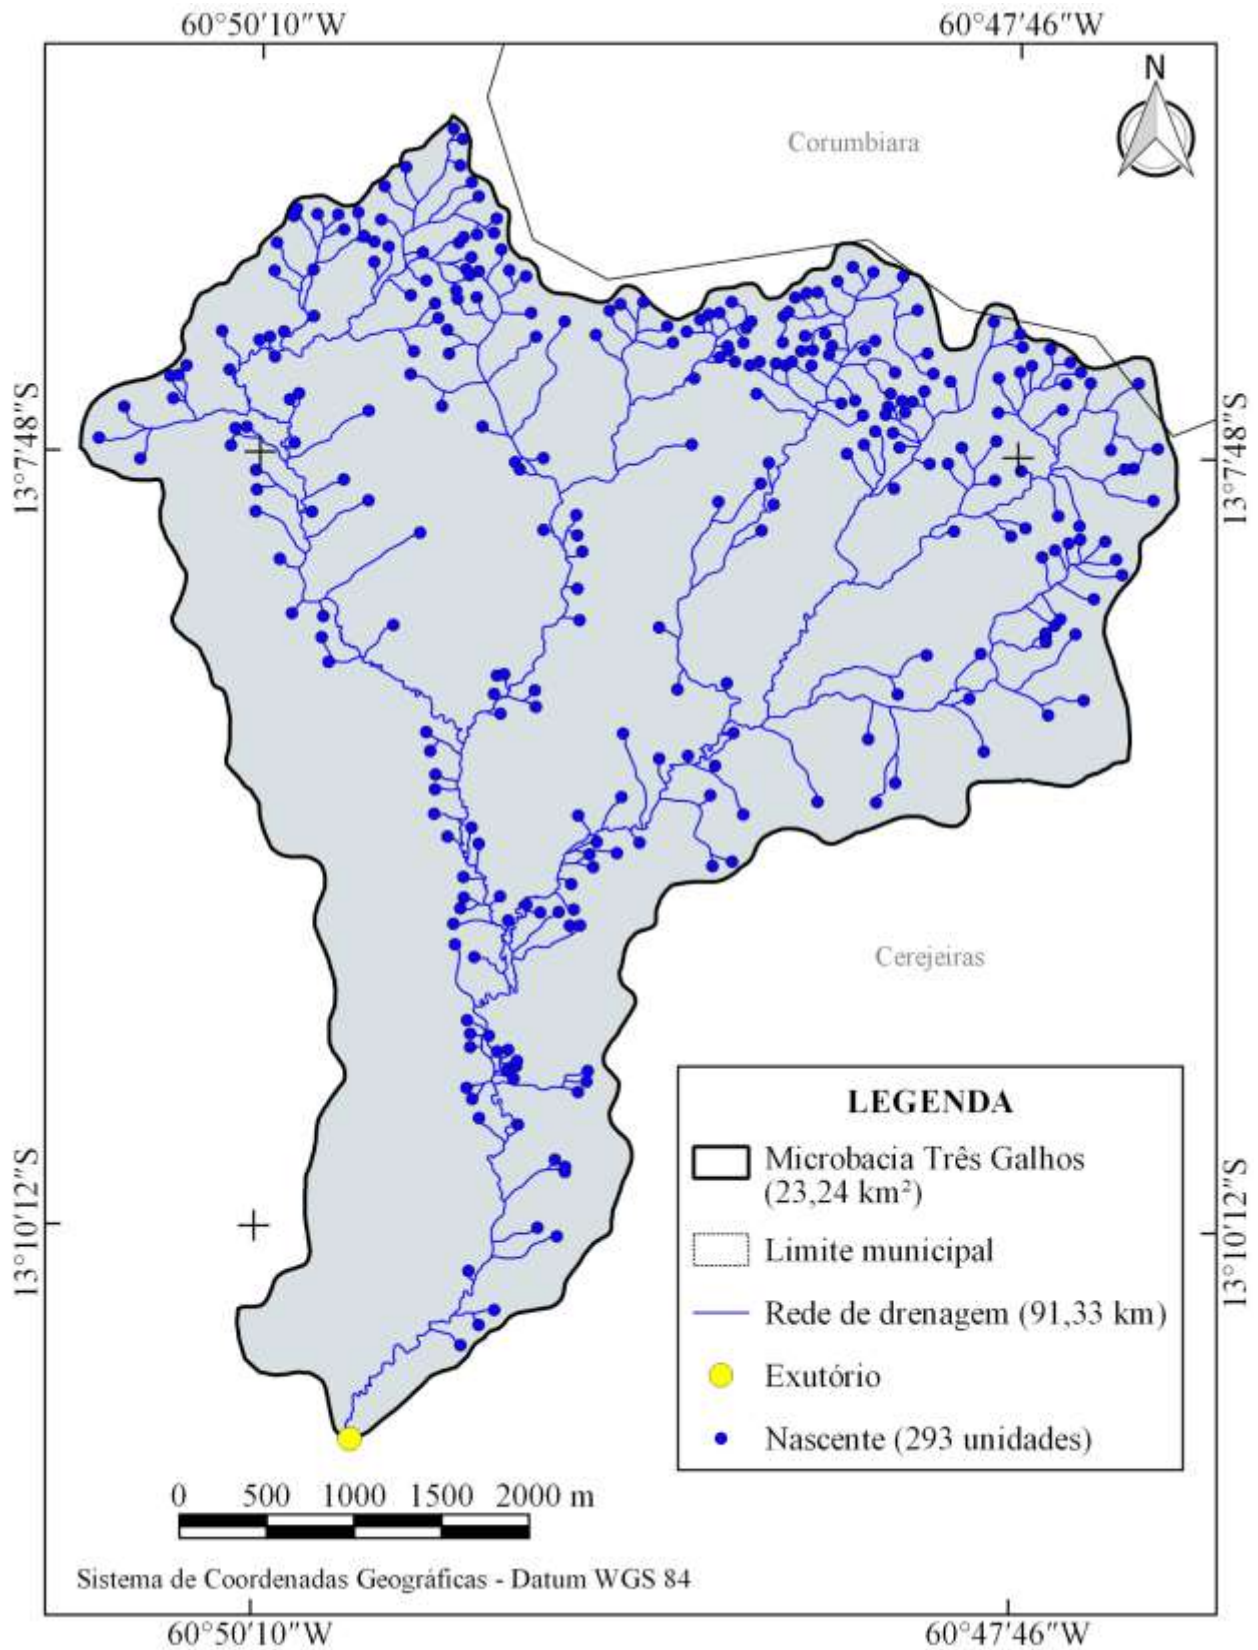 60°50'10"W
60°47'46"W
N
Corumbiara
13°7'48"S
13°7'48"S
Cerejeiras
LEGENDA
Microbacia Três Galhos
(23,24 km²)
Limite municipal
Rede de drenagem (91,33 km)
Exutório
Nascente (293 unidades)
13°10'12"S
13°10'12"S
0 500 1000 1500 2000 m
Sistema de Coordenadas Geográficas - Datum WGS 84
60°50'10"W
60°47'46"W